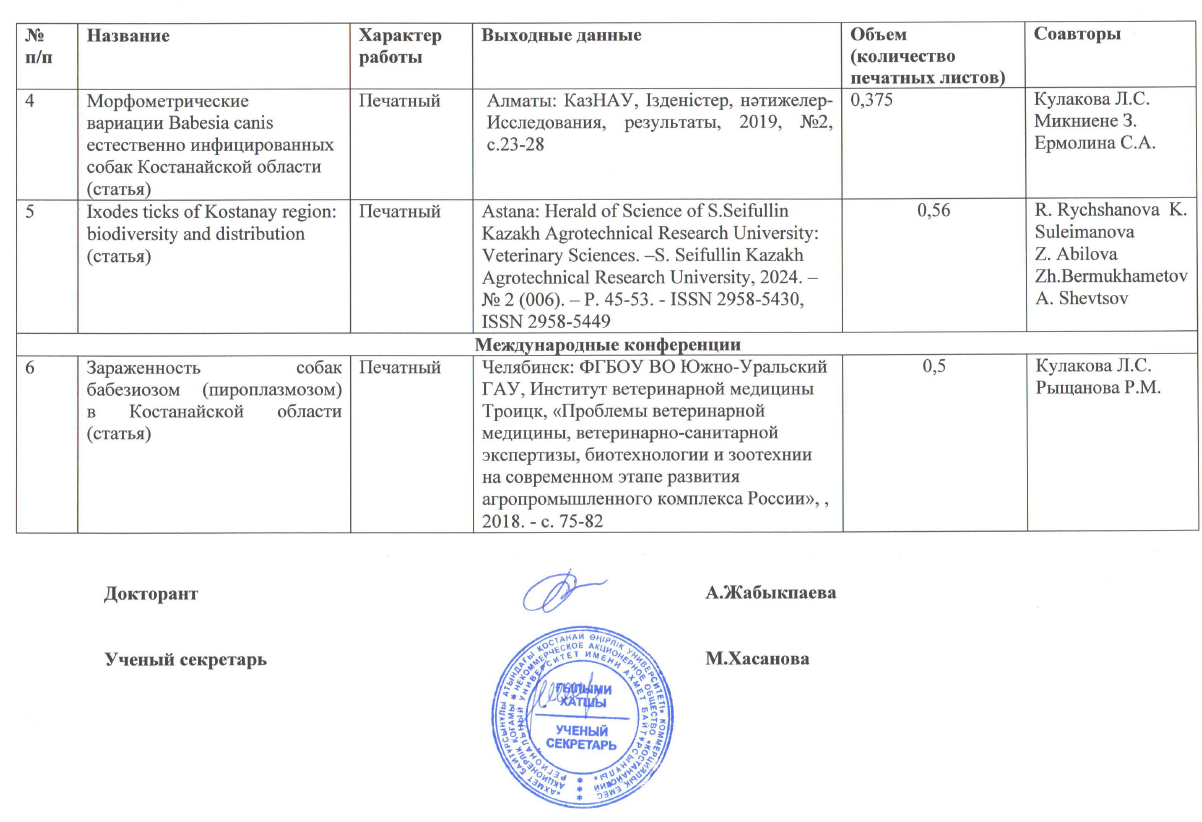 № п/п
Название
Характер работы
Выходные данные
Объем (количество печатных листов)
Соавторы
4
Морфометрические
вариации Babesia canis
естественно инфицированных
собак Костанайской области
(статья)
Печатный
Алматы: КазНАУ, Ізденістер, нәтижелер-
Исследования, результаты, 2019, №2,
с.23-28
0,375
Кулакова Л.С.
Микниене З.
Ермолина С.А.
5
Ixodes ticks of Kostanay region:
biodiversity and distribution
(статья)
Печатный
Astana: Herald of Science of S.Seifullin
Kazakh Agrotechnical Research University:
Veterinary Sciences. –S. Seifullin Kazakh
Agrotechnical Research University, 2024. –
№ 2 (006). – P. 45-53. - ISSN 2958-5430,
ISSN 2958-5449
0,56
R. Rychshanova K.
Suleimanova
Z. Abilova
Zh.Bermukhametov
A. Shevtsov
Международные конференции
6
Зараженность собак
бабезиозом (пироплазмозом)
в Костанайской области
(статья)
Печатный
Челябинск: ФГБОУ ВО Южно-Уральский
ГАУ, Институт ветеринарной медицины
Троицк, «Проблемы ветеринарной
медицины, ветеринарно-санитарной
экспертизы, биотехнологии и зоотехнии
на современном этапе развития
агропромышленного комплекса России», ,
2018. - с. 75-82
0,5
Кулакова Л.С.
Рыщанова Р.М.
Докторант
А.Жабыкпаева
Ученый секретарь
М.Хасанова
ҒЫЛЫМИ
ХАТШЫ
УЧЕНЫЙ
СЕКРЕТАРЬ